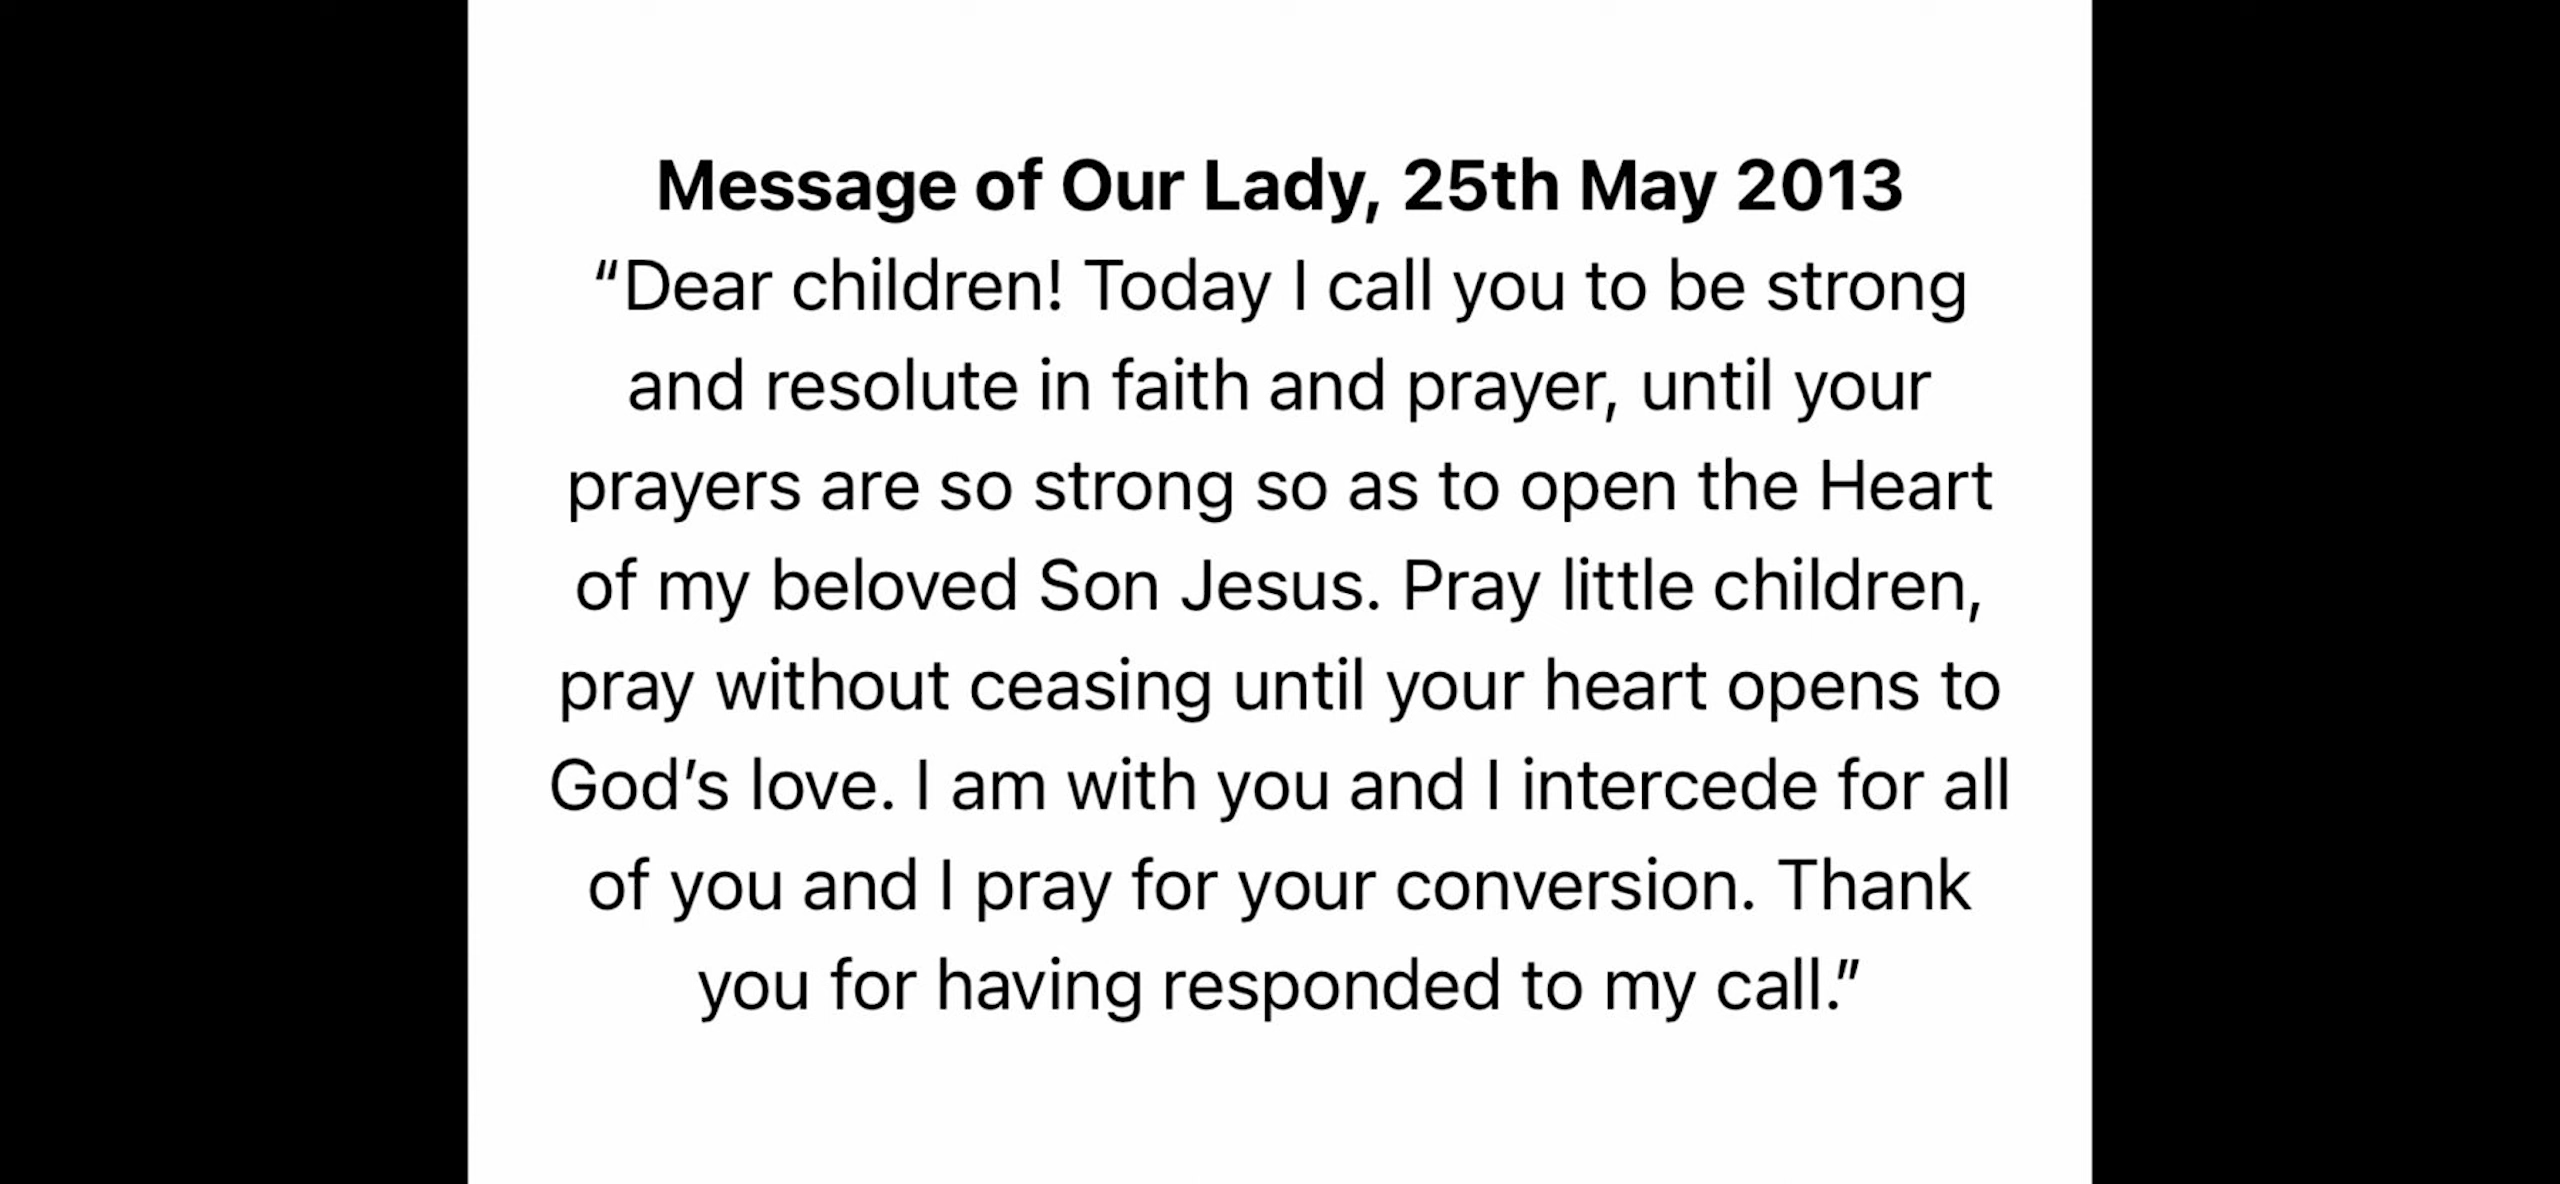 Message of Our Lady, 25th May 2013
“Dear children! Today I call you to be strong
and resolute in faith and prayer, until your
prayers are so strong so as to open the Heart
of my beloved Son Jesus. Pray little children,
pray without ceasing until your heart opens to
God’s love. I am with you and I intercede for all
of you and I pray for your conversion. Thank
you for having responded to my call.”